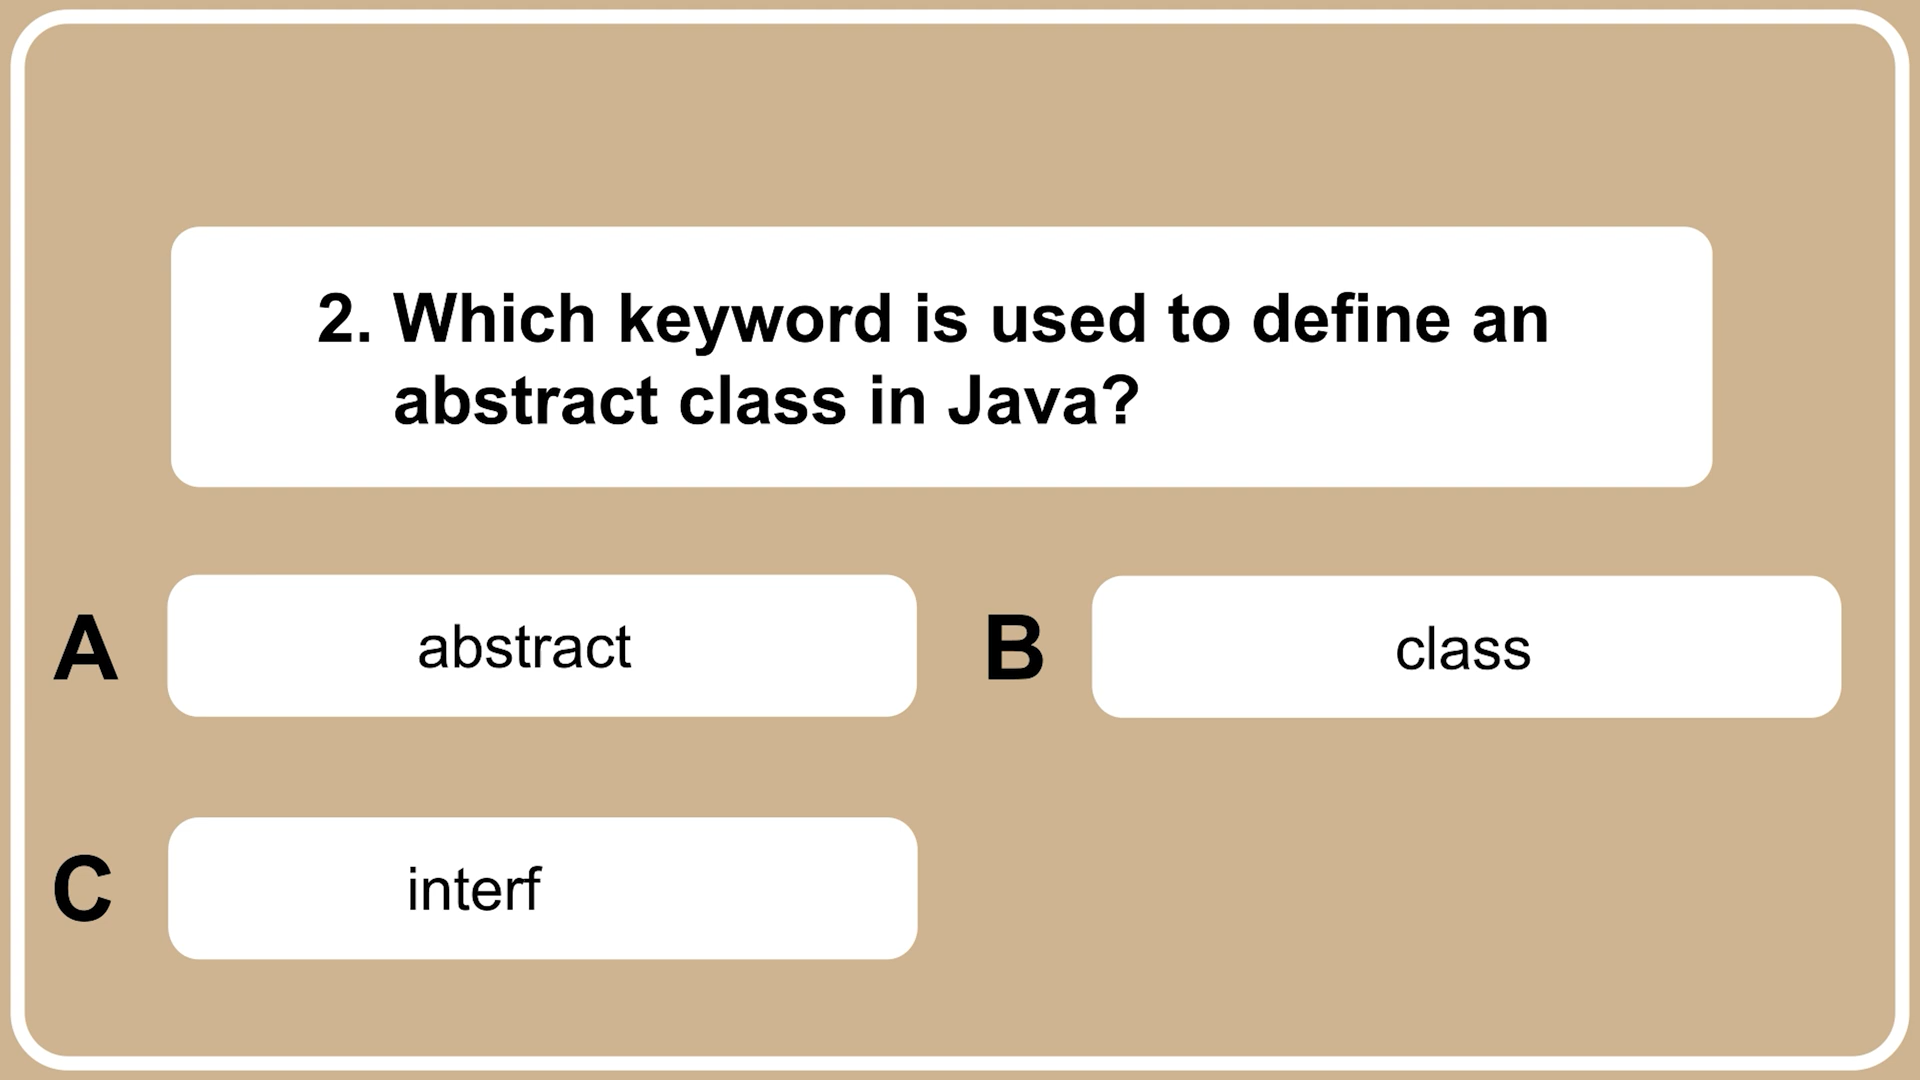 2. Which keyword is used to define an
abstract class in Java?
A abstract
B class
C interf